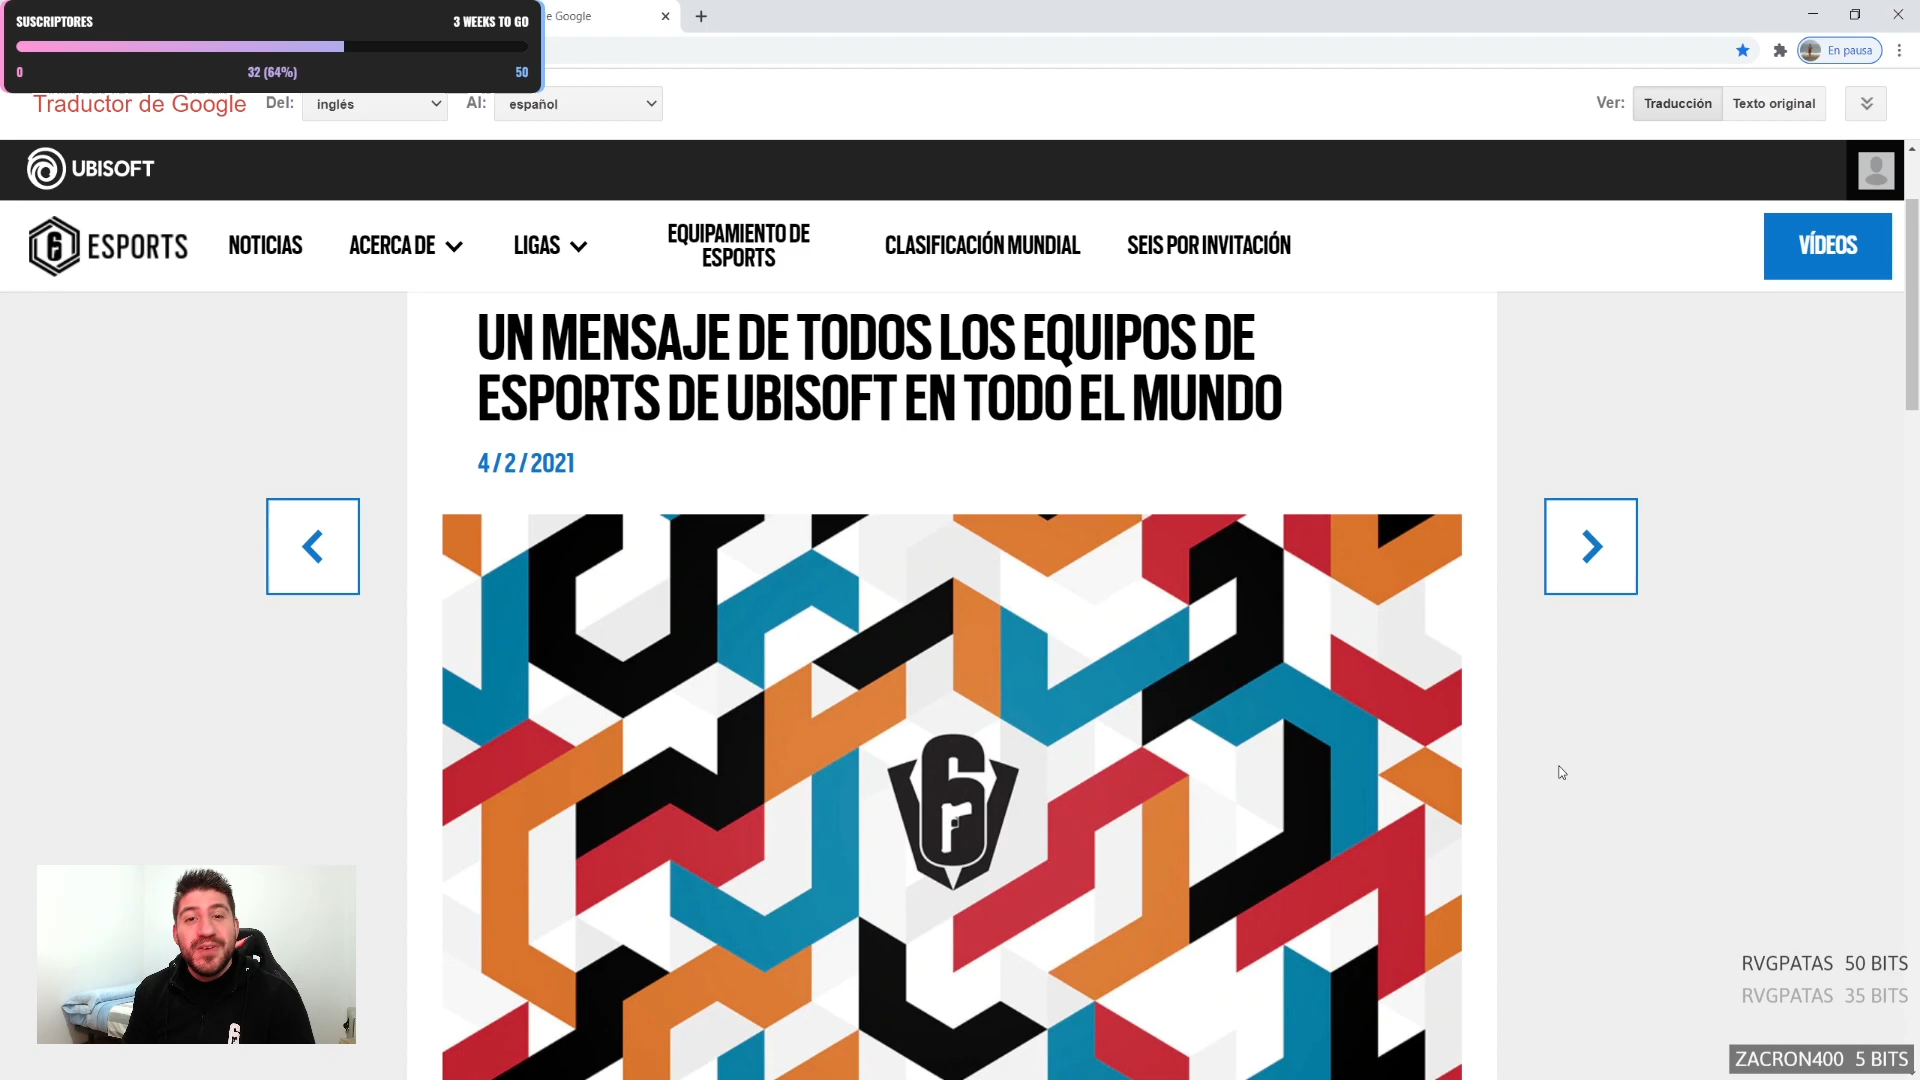 SUSCRIPTORES
3 WEEKS TO GO
0
32 (64%)
50
e Google
En pausa
Traductor de Google
Del:
inglés
Al:
español
Ver:
Traducción
Texto original
UBISOFT
6 ESPORTS
NOTICIAS
ACERCA DE
LIGAS
EQUIPAMIENTO DE
ESPORTS
CLASIFICACIÓN MUNDIAL
SEIS POR INVITACIÓN
VÍDEOS
UN MENSAJE DE TODOS LOS EQUIPOS DE
ESPORTS DE UBISOFT EN TODO EL MUNDO
4/2/2021
6
6
RVGPATAS 50 BITS
RVGPATAS 35 BITS
ZACRON400 5 BITS